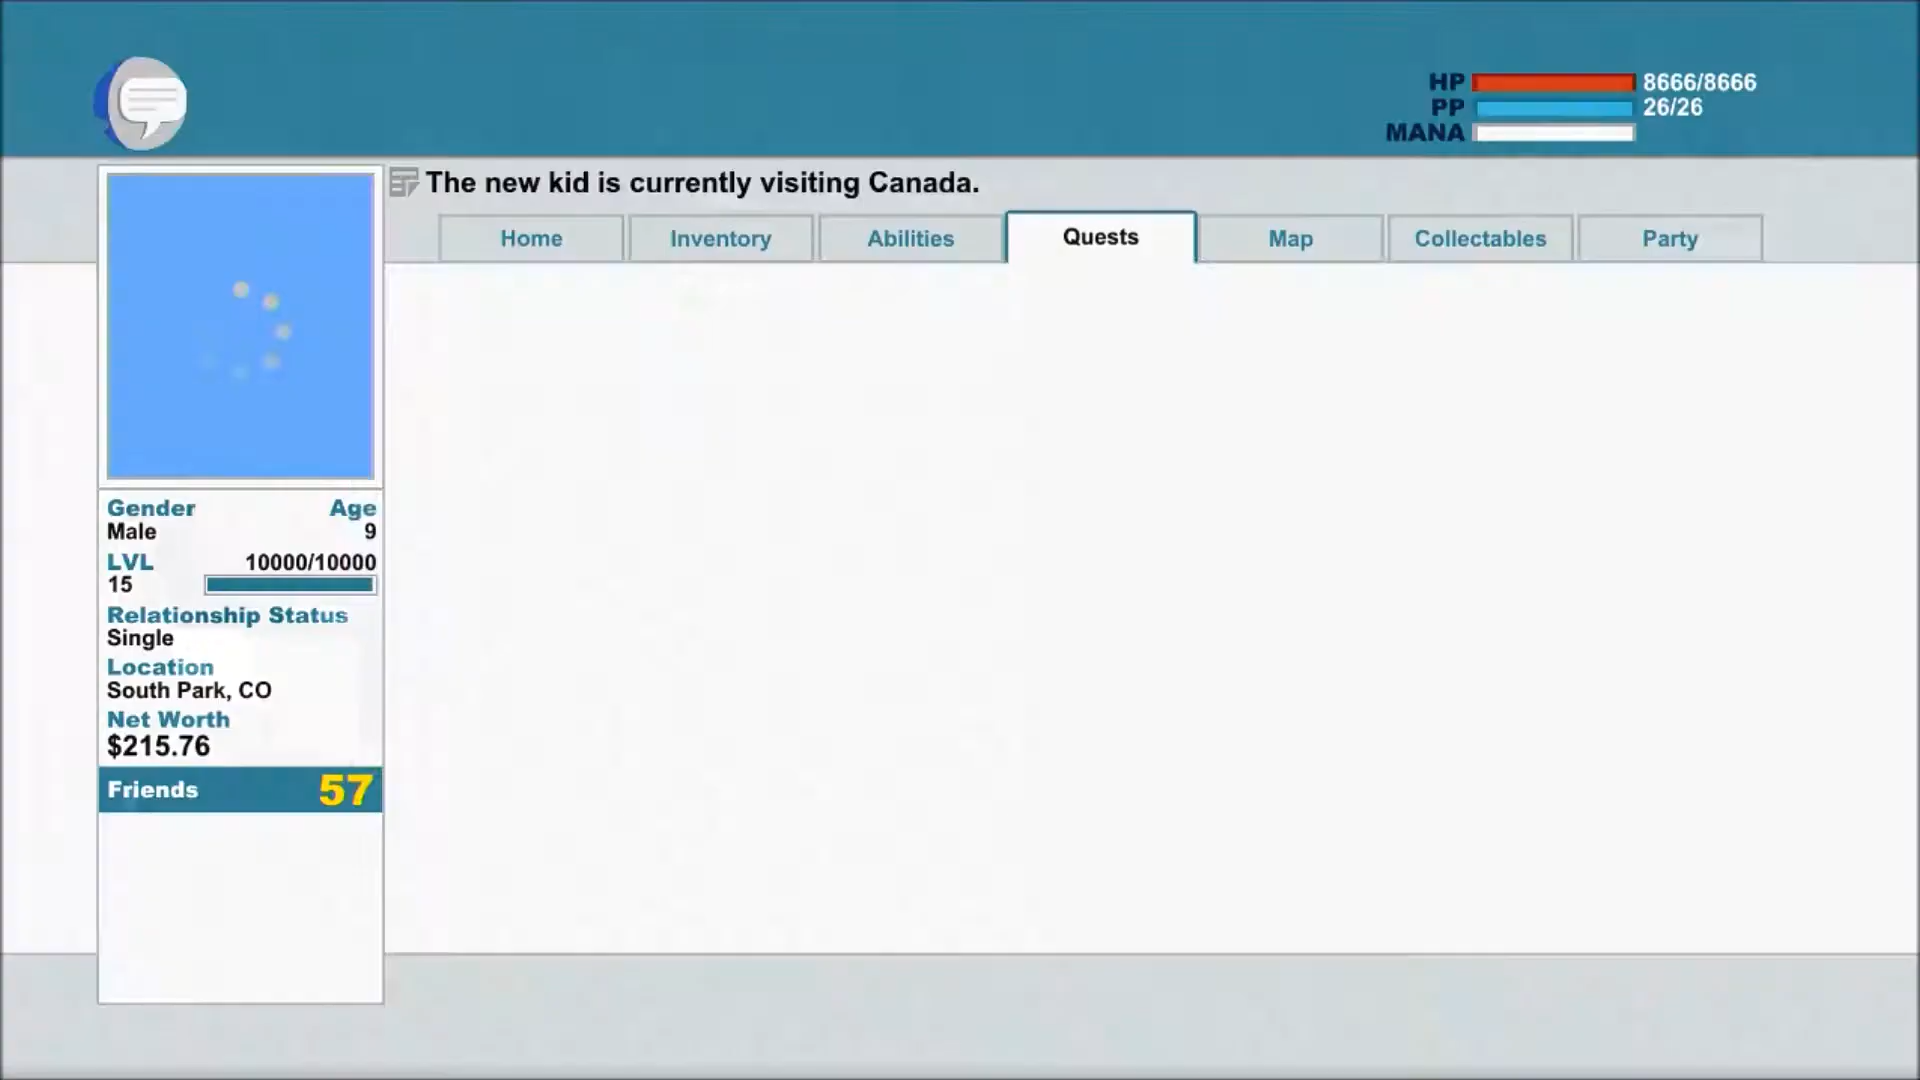 HP 8666/8666
PP 26/26
MANA
The new kid is currently visiting Canada.
Home Inventory Abilities Quests Map Collectables Party
Gender Age
Male 9
LVL 10000/10000
15
Relationship Status
Single
Location
South Park, CO
Net Worth
$215.76
Friends 57